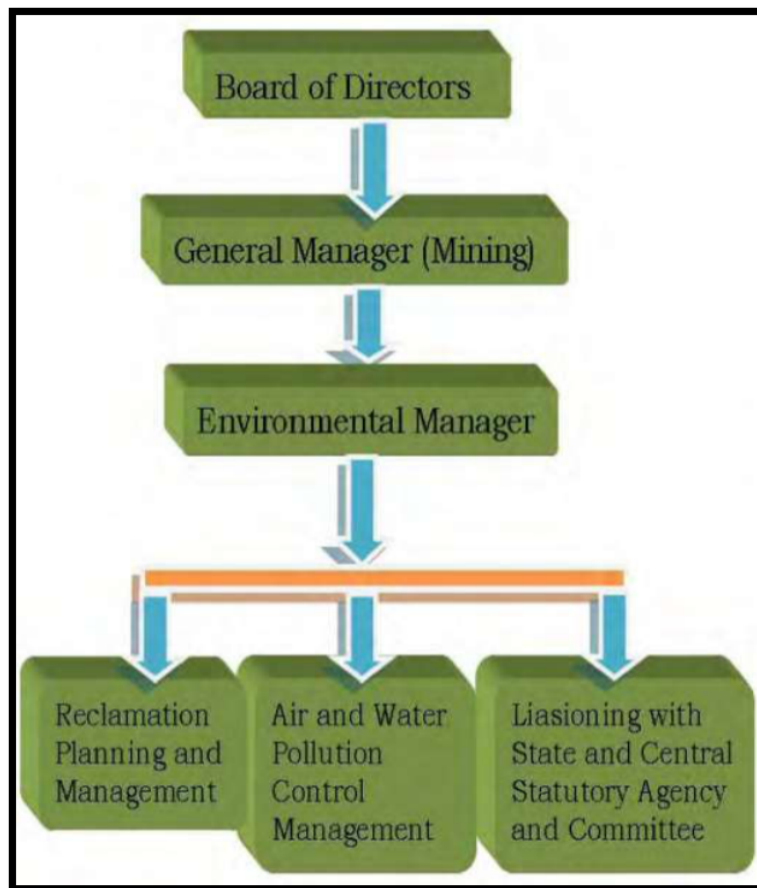 Board of Directors
General Manager (Mining)
Environmental Manager
Reclamation
Planning and
Management
Air and Water
Pollution
Control
Management
Liasioning with
State and Central
Statutory Agency
and Committee